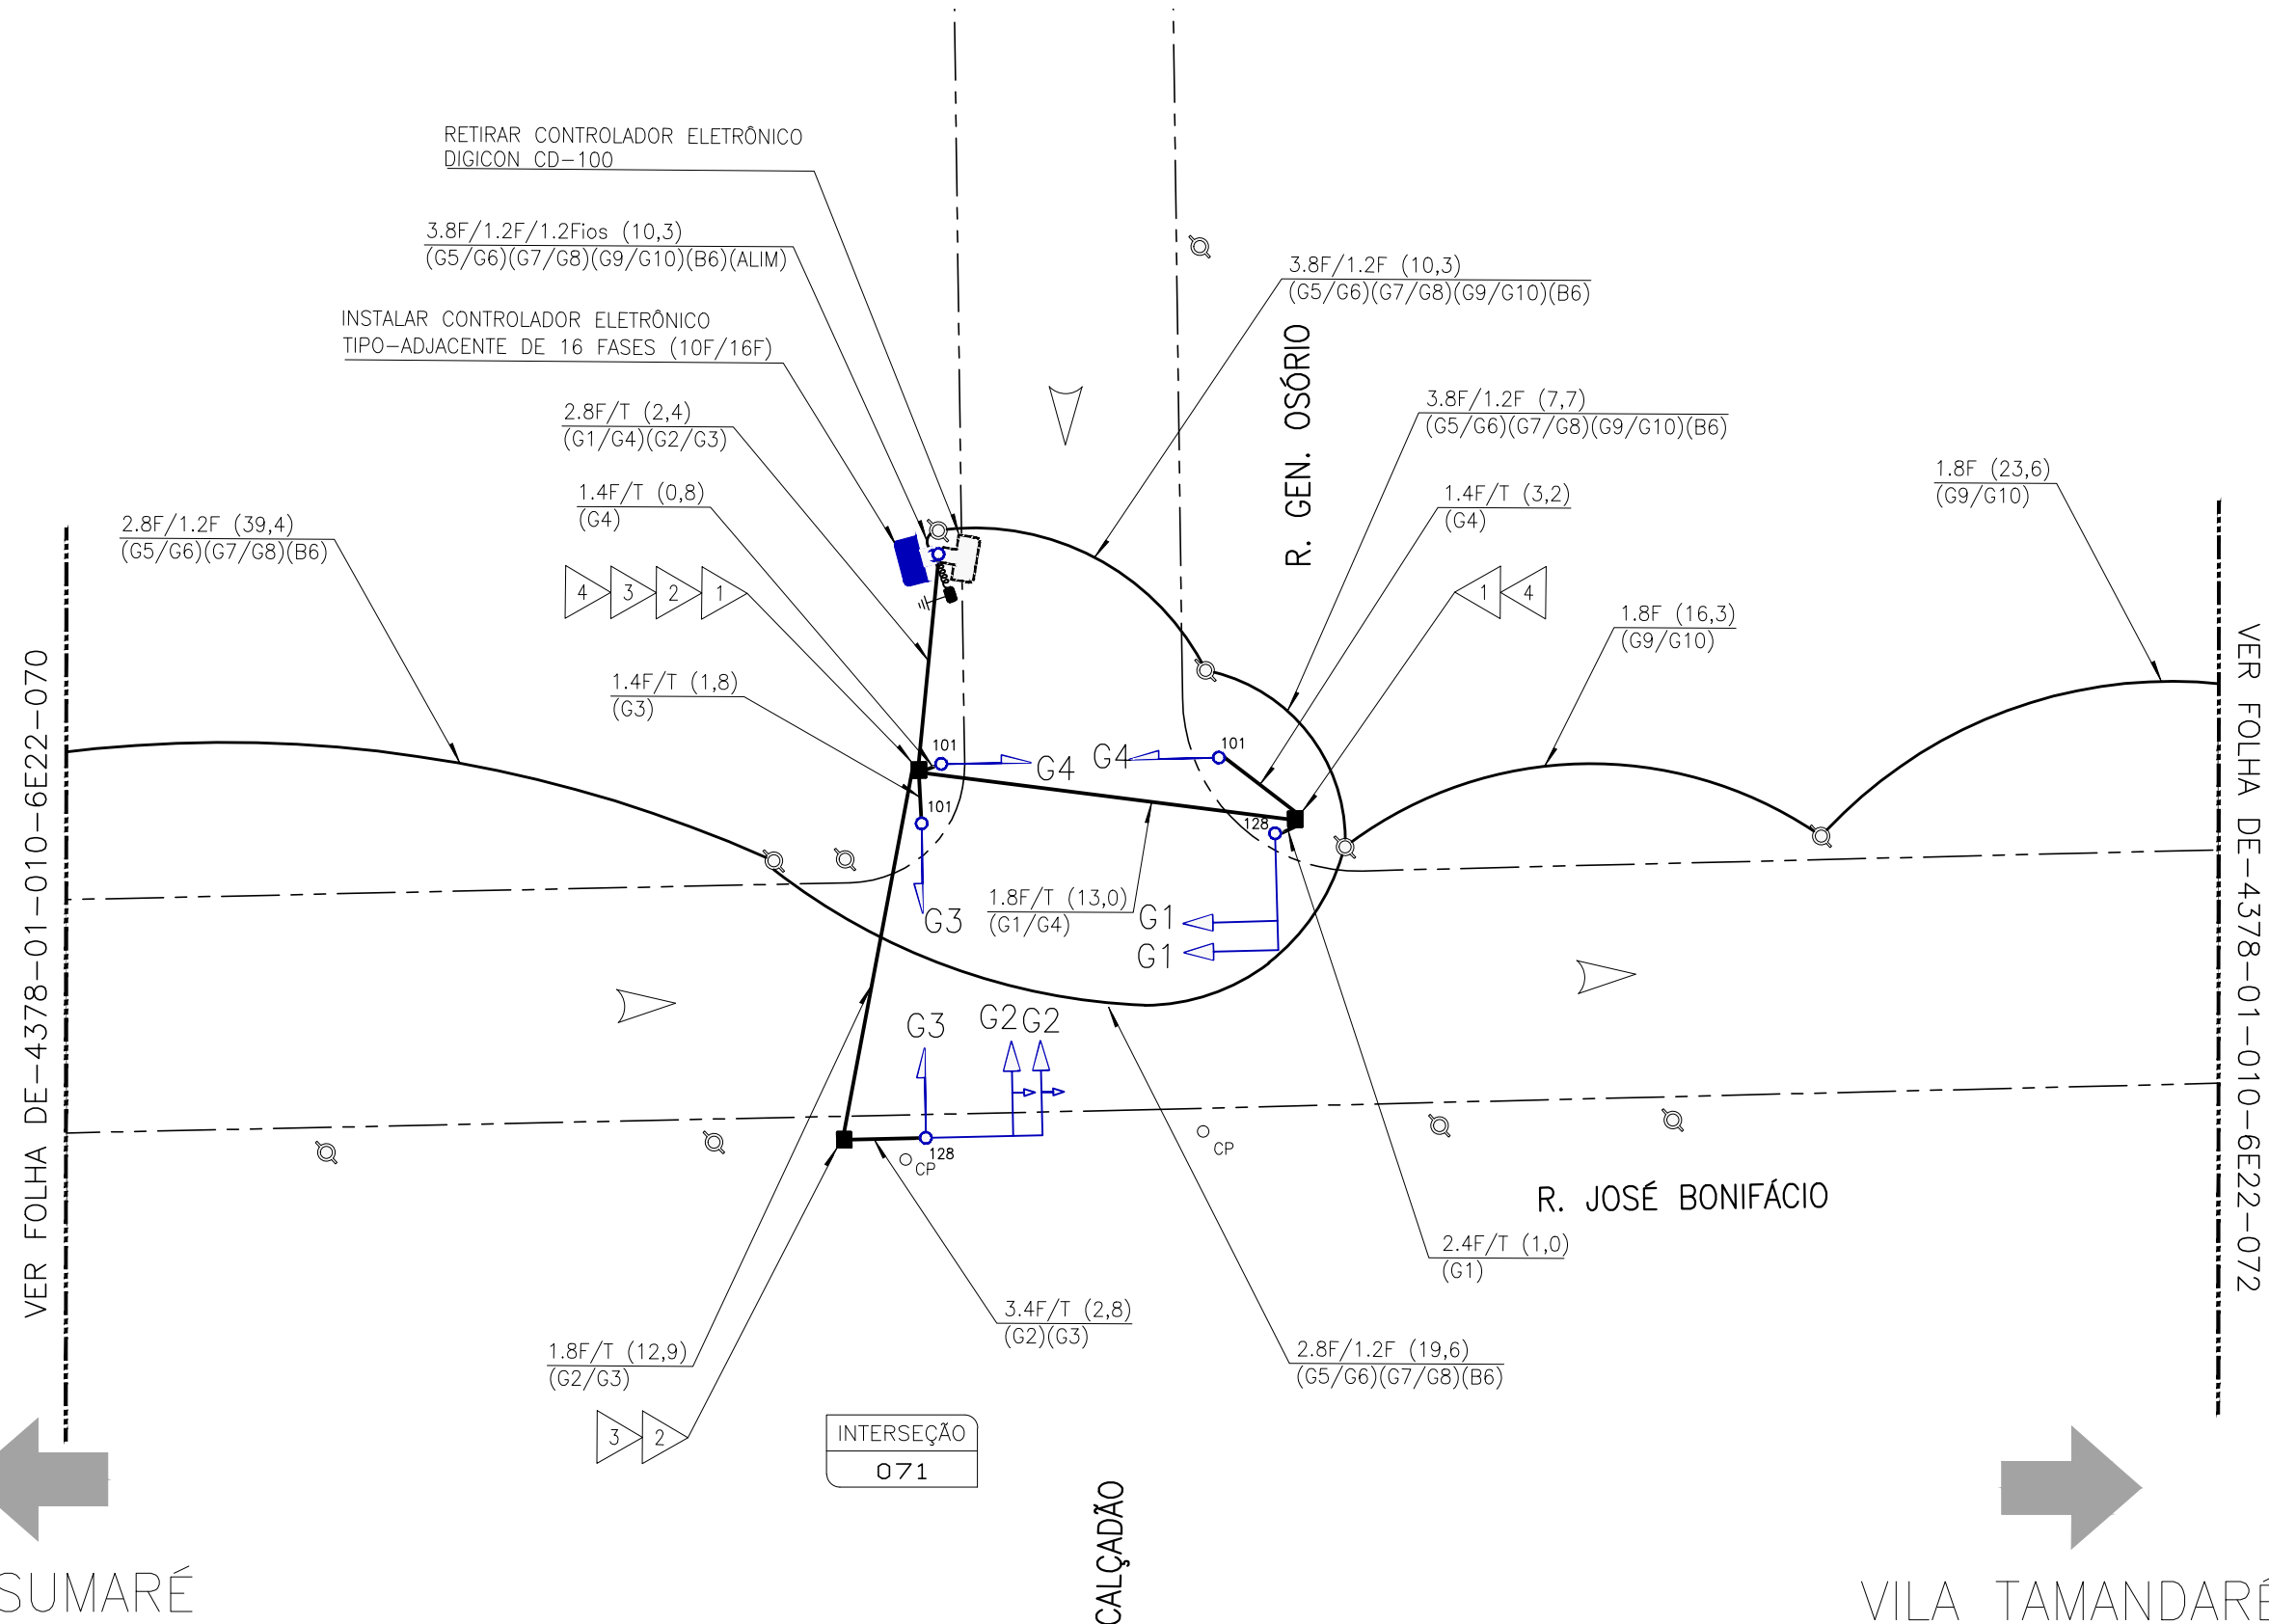 RETIRAR CONTROLADOR ELETRÔNICO
DIGICON CD-100
3.8F/1.2F/1.2Fios (10,3)
(G5/G6)(G7/G8)(G9/G10)(B6)(ALIM)
INSTALAR CONTROLADOR ELETRÔNICO
TIPO-ADJACENTE DE 16 FASES (10F/16F)
2.8F/T (2,4)
(G1/G4)(G2/G3)
1.4F/T (0,8)
(G4)
2.8F/1.2F (39,4)
(G5/G6)(G7/G8)(B6)
4 3 2 1
1.4F/T (1,8)
(G3)
3.8F/1.2F (10,3)
(G5/G6)(G7/G8)(G9/G10)(B6)
R. GEN. OSÓRIO
3.8F/1.2F (7,7)
(G5/G6)(G7/G8)(G9/G10)(B6)
1.4F/T (3,2)
(G4)
1.8F (23,6)
(G9/G10)
1 4
1.8F (16,3)
(G9/G10)
VER FOLHA DE-4378-01-010-6E22-070
VER FOLHA DE-4378-01-010-6E22-072
101
G4
G4
101
101
128
G3
1.8F/T (13,0)
(G1/G4)
G1
G1
G3
G2
G2
128
CP
CP
R. JOSÉ BONIFÁCIO
2.4F/T (1,0)
(G1)
3.4F/T (2,8)
(G2)(G3)
1.8F/T (12,9)
(G2/G3)
2.8F/1.2F (19,6)
(G5/G6)(G7/G8)(B6)
3 2
INTERSEÇÃO
071
CALÇADÃO
SUMARÉ
VILA TAMANDARÉ